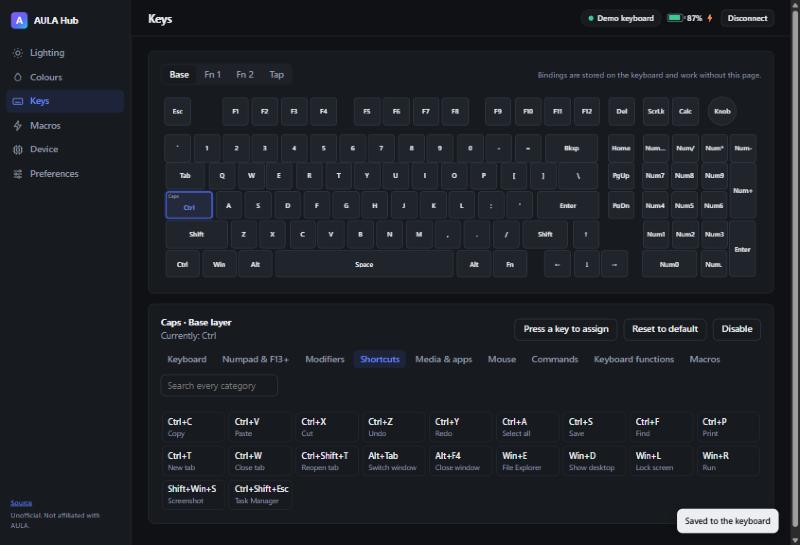 A AULA Hub
Keys
Demo keyboard
87%
Disconnect
Lighting
Colours
Keys
Macros
Device
Preferences
Base Fn 1 Fn 2 Tap
Bindings are stored on the keyboard and work without this page.
Esc F1 F2 F3 F4 F5 F6 F7 F8 F9 F10 F11 F12 Del ScrLk Calc Knob
` 1 2 3 4 5 6 7 8 9 0 - = Bksp Home Num... Num/ Num* Num-
Tab Q W E R T Y U I O P [ ] \ PgUp Num7 Num8 Num9
Num+
Caps
Ctrl A S D F G H J K L ; ' Enter PgDn Num4 Num5 Num6
Shift Z X C V B N M , . / Shift ↑ Num1 Num2 Num3
Enter
Ctrl Win Alt Space Alt Fn ← ↓ → Num0 Num.
Caps · Base layer
Currently: Ctrl
Press a key to assign
Reset to default
Disable
Keyboard Numpad & F13+ Modifiers Shortcuts Media & apps Mouse Commands Keyboard functions Macros
Search every category
Ctrl+C Ctrl+V Ctrl+X Ctrl+Z Ctrl+Y Ctrl+A Ctrl+S Ctrl+F Ctrl+P
Copy Paste Cut Undo Redo Select all Save Find Print
Ctrl+T Ctrl+W Ctrl+Shift+T Alt+Tab Alt+F4 Win+E Win+D Win+L Win+R
New tab Close tab Reopen tab Switch window Close window File Explorer Show desktop Lock screen Run
Shift+Win+S Ctrl+Shift+Esc
Screenshot Task Manager
Source
Unofficial. Not affiliated with
AULA.
Saved to the keyboard